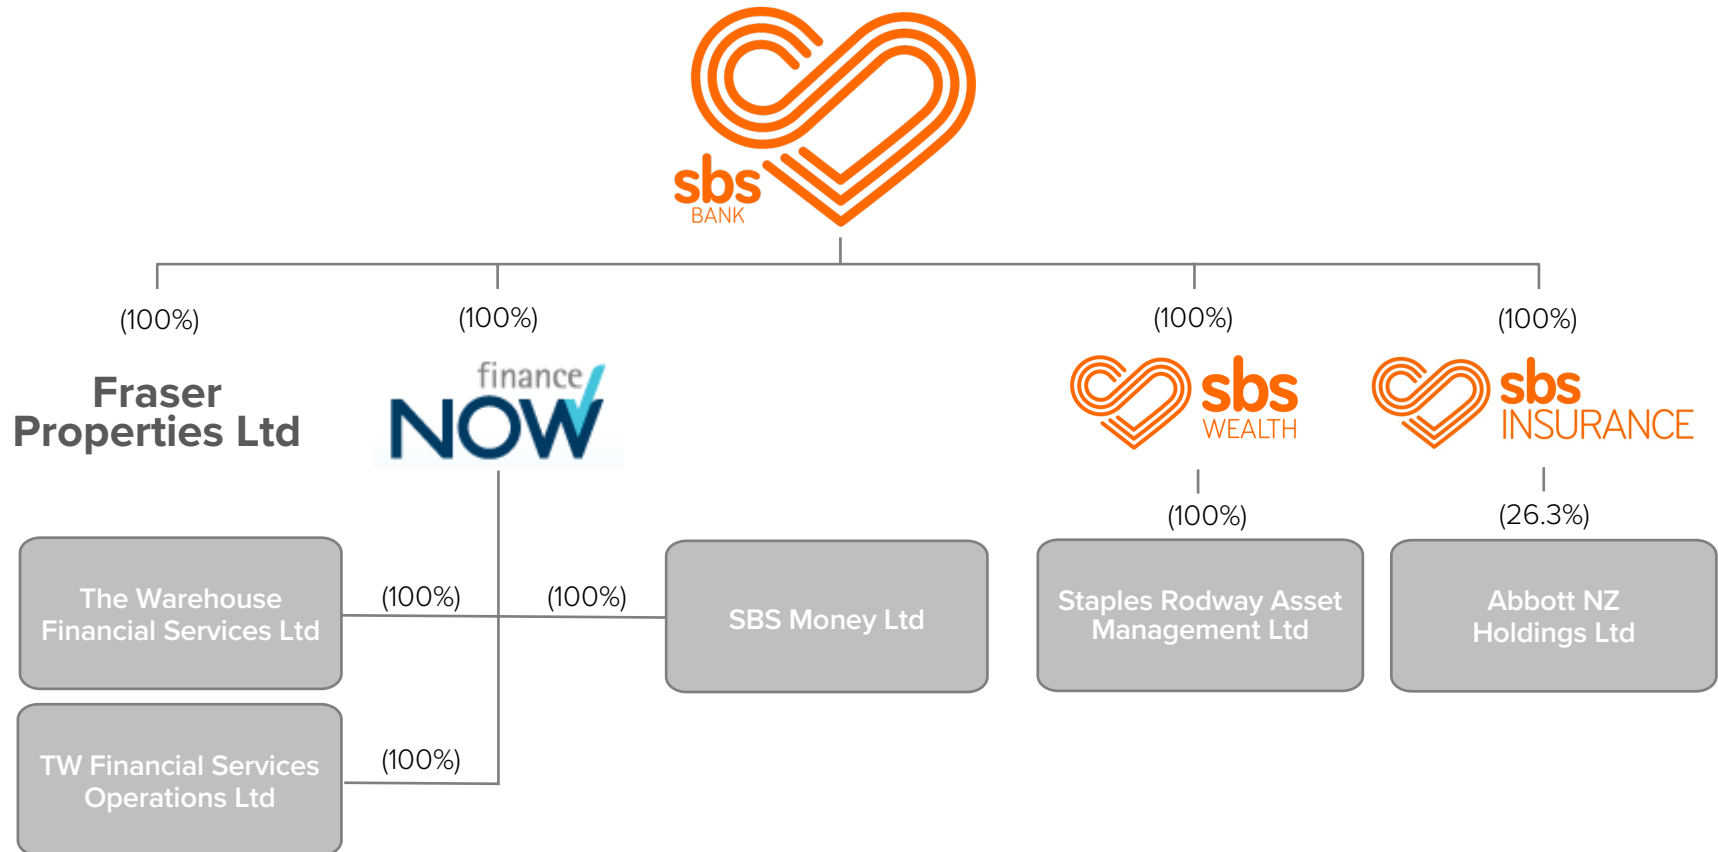 sbs
BANK
(100%)
(100%)
(100%)
(100%)
Fraser
Properties Ltd
finance
NOW
sbs
WEALTH
sbs
INSURANCE
(100%)
(26.3%)
The Warehouse
Financial Services Ltd
(100%)
(100%)
SBS Money Ltd
Staples Rodway Asset
Management Ltd
Abbott NZ
Holdings Ltd
TW Financial Services
Operations Ltd
(100%)